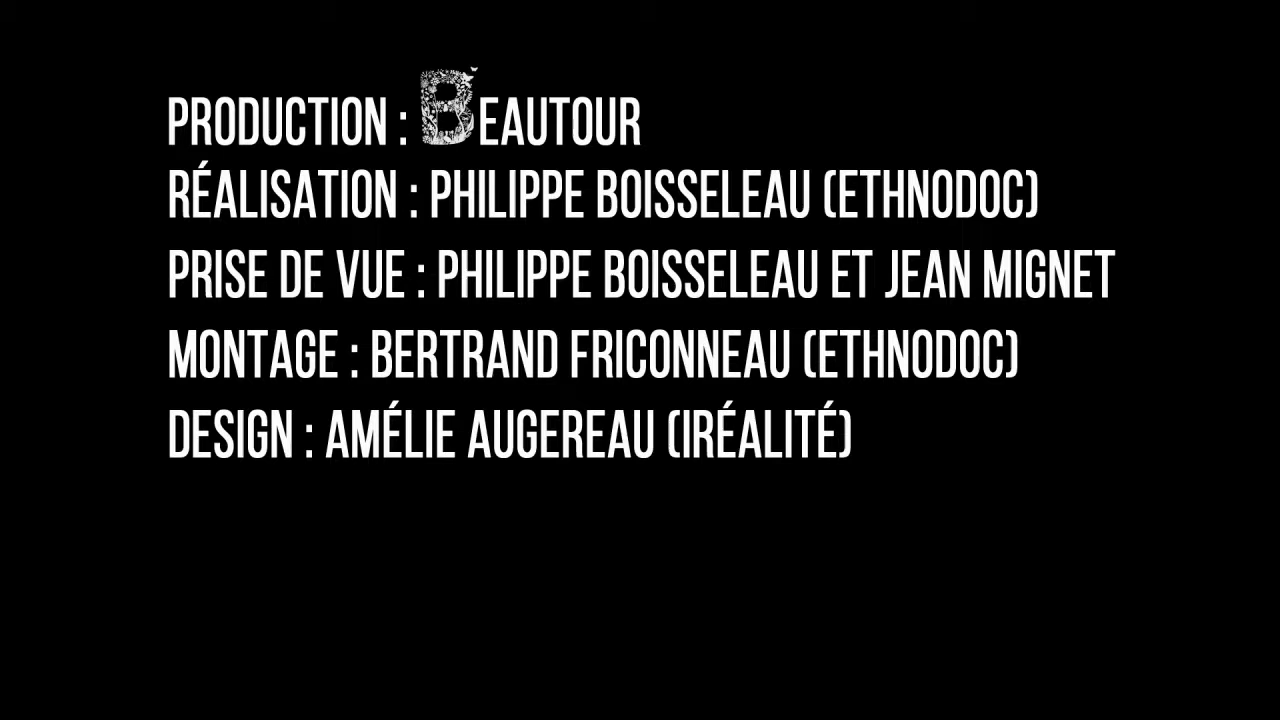 PRODUCTION : BEAUTOUR
RÉALISATION : PHILIPPE BOISSELEAU (ETHNODOC)
PRISE DE VUE : PHILIPPE BOISSELEAU ET JEAN MIGNET
MONTAGE : BERTRAND FRICONNEAU (ETHNODOC)
DESIGN : AMÉLIE AUGEREAU (IRÉALITÉ)